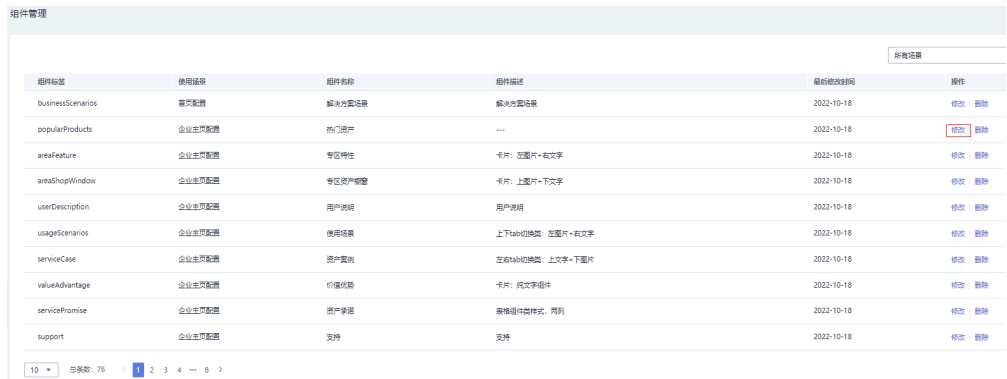 组件管理
所有场景
组件标签 使用场景 组件名称 组件描述 最后修改时间 操作
businessScenarios 首页配置 解决方案场景 解决方案场景 2022-10-18 修改 删除
popularProducts 企业主页配置 热门资产 --- 2022-10-18 修改 删除
areaFeature 企业主页配置 专区特性 卡片：左图片+右文字 2022-10-18 修改 删除
areaShopWindow 企业主页配置 专区资产橱窗 卡片：上图片+下文字 2022-10-18 修改 删除
userDescription 企业主页配置 用户说明 用户说明 2022-10-18 修改 删除
usageScenarios 企业主页配置 使用场景 上下tab切换类：左图片+右文字 2022-10-18 修改 删除
serviceCase 企业主页配置 资产案例 左右tab切换类：上文字+下图片 2022-10-18 修改 删除
valueAdvantage 企业主页配置 价值优势 卡片：纯文字组件 2022-10-18 修改 删除
servicePromise 企业主页配置 资产承诺 表格组件类样式，两列 2022-10-18 修改 删除
support 企业主页配置 支持 支持 2022-10-18 修改 删除
10 总条数：76 < 1 2 3 4 ... 8 >